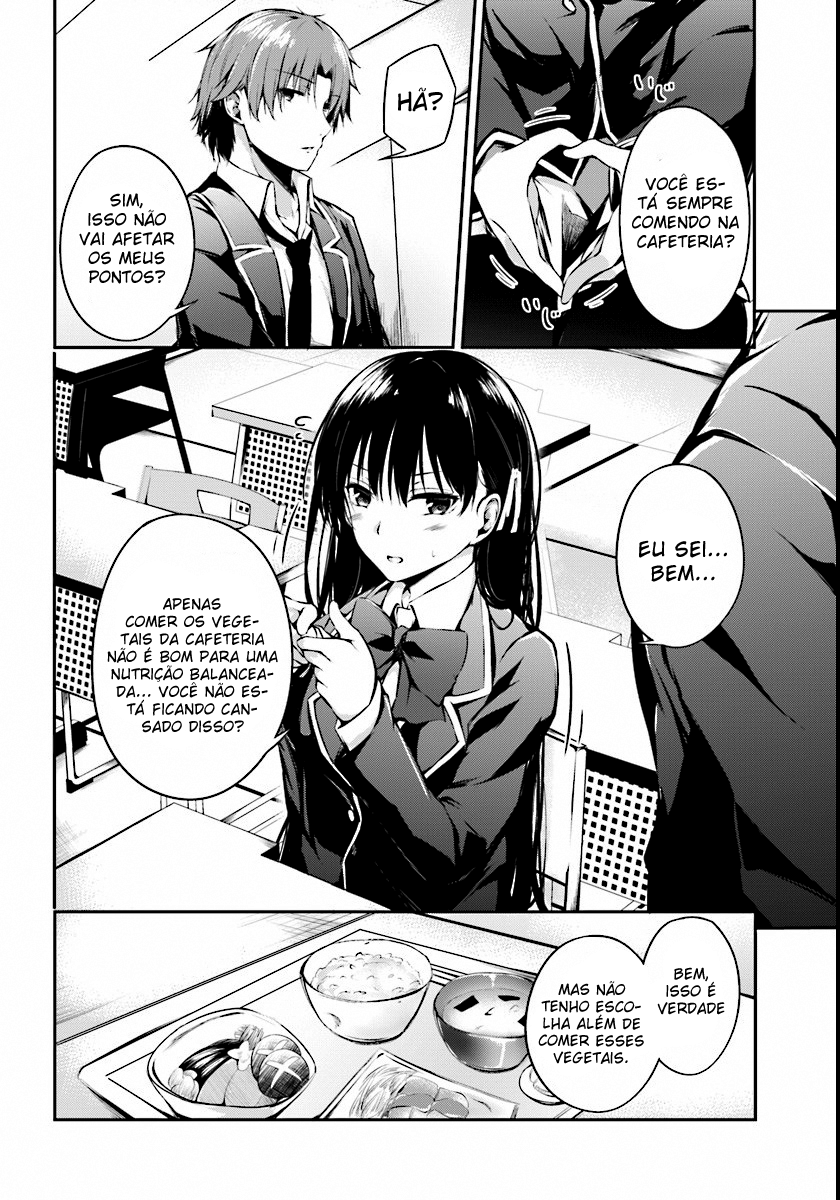 VOCÊ ES-
TÁ SEMPRE
COMENDO NA
CAFETERIA?
HÃ?
SIM,
ISSO NÃO
VAI AFETAR
OS MEUS
PONTOS?
EU SEI...
BEM...
APENAS
COMER OS VEGE-
TAIS DA CAFETERIA
NÃO É BOM PARA UMA
NUTRIÇÃO BALANCEA-
DA... VOCÊ NÃO ES-
TÁ FICANDO CAN-
SADO DISSO?
BEM,
ISSO É
VERDADE
MAS NÃO
TENHO ESCO-
LHA ALÉM DE
COMER ESSES
VEGETAIS.